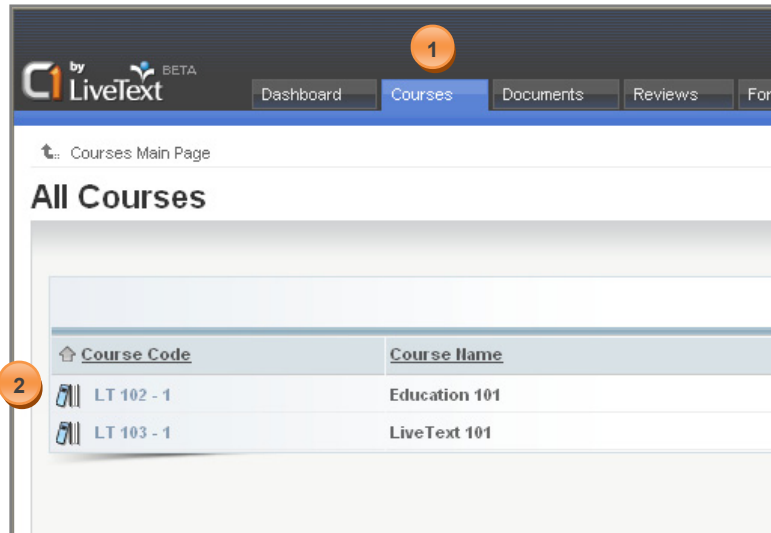 1
C1 by LiveText BETA
Dashboard Courses Documents Reviews For
Courses Main Page
All Courses
Course Code Course Name
2 LT 102 - 1 Education 101
LT 103 - 1 LiveText 101